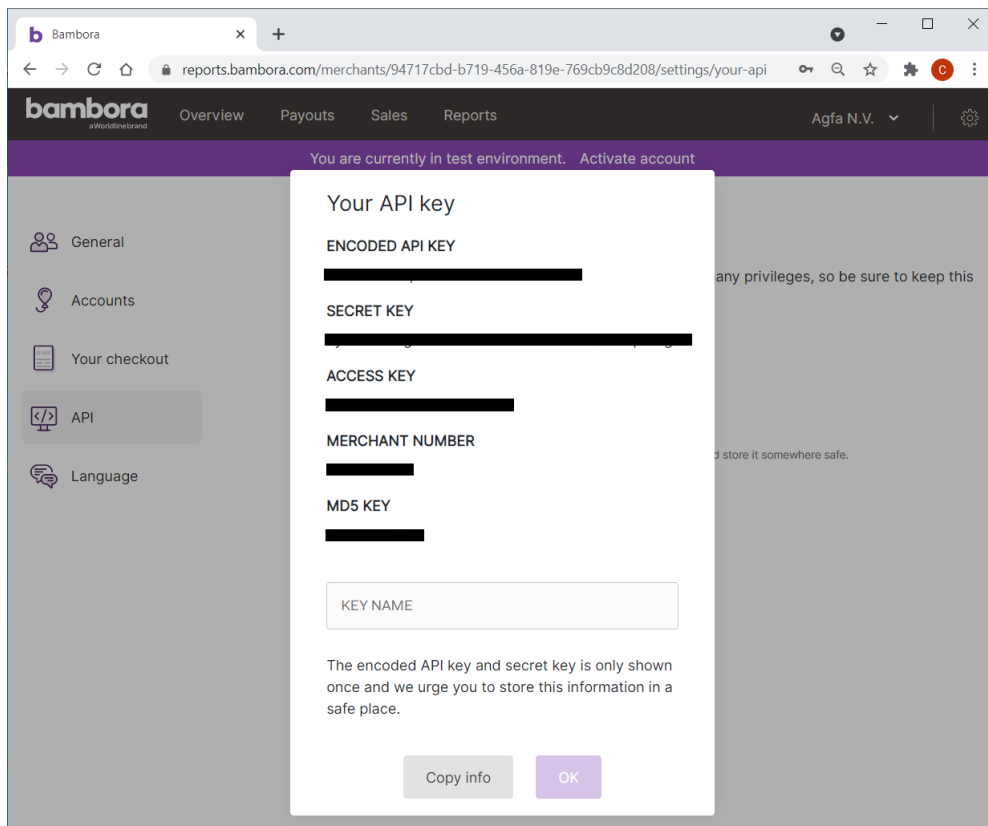 Bambora
reports.bambora.com/merchants/94717cbd-b719-456a-819e-769cb9c8d208/settings/your-api
C
bambora
aWorldlinebrand
Overview Payouts Sales Reports Agfa N.V.
You are currently in test environment. Activate account
General
Accounts
Your checkout
API
Language
any privileges, so be sure to keep this
d store it somewhere safe.
Your API key
ENCODED API KEY
SECRET KEY
ACCESS KEY
MERCHANT NUMBER
MD5 KEY
KEY NAME
The encoded API key and secret key is only shown
once and we urge you to store this information in a
safe place.
Copy info OK